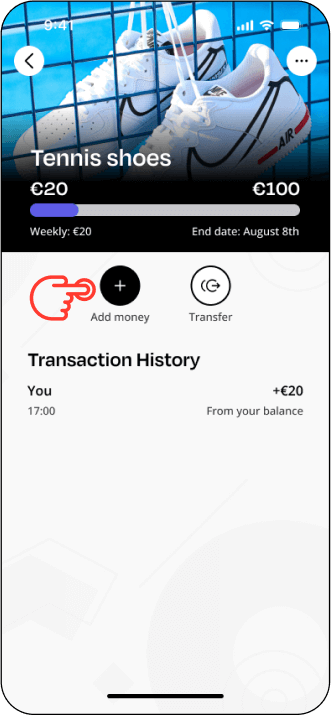 9:41
Tennis shoes
€20 €100
Weekly: €20 End date: August 8th
Add money Transfer
Transaction History
You +€20
17:00 From your balance
AIR